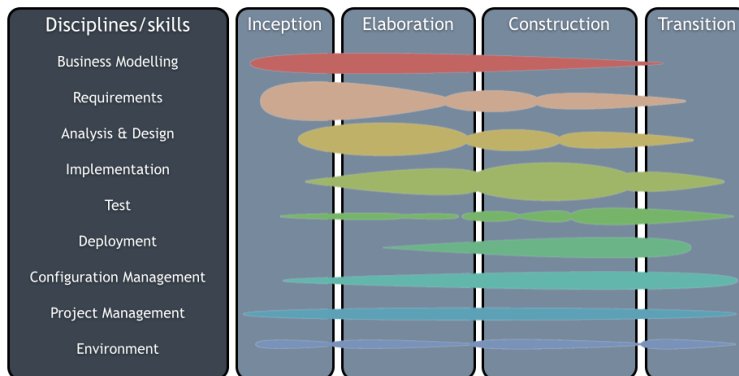 Disciplines/skills
Inception
Elaboration
Construction
Transition
Business Modelling
Requirements
Analysis & Design
Implementation
Test
Deployment
Configuration Management
Project Management
Environment